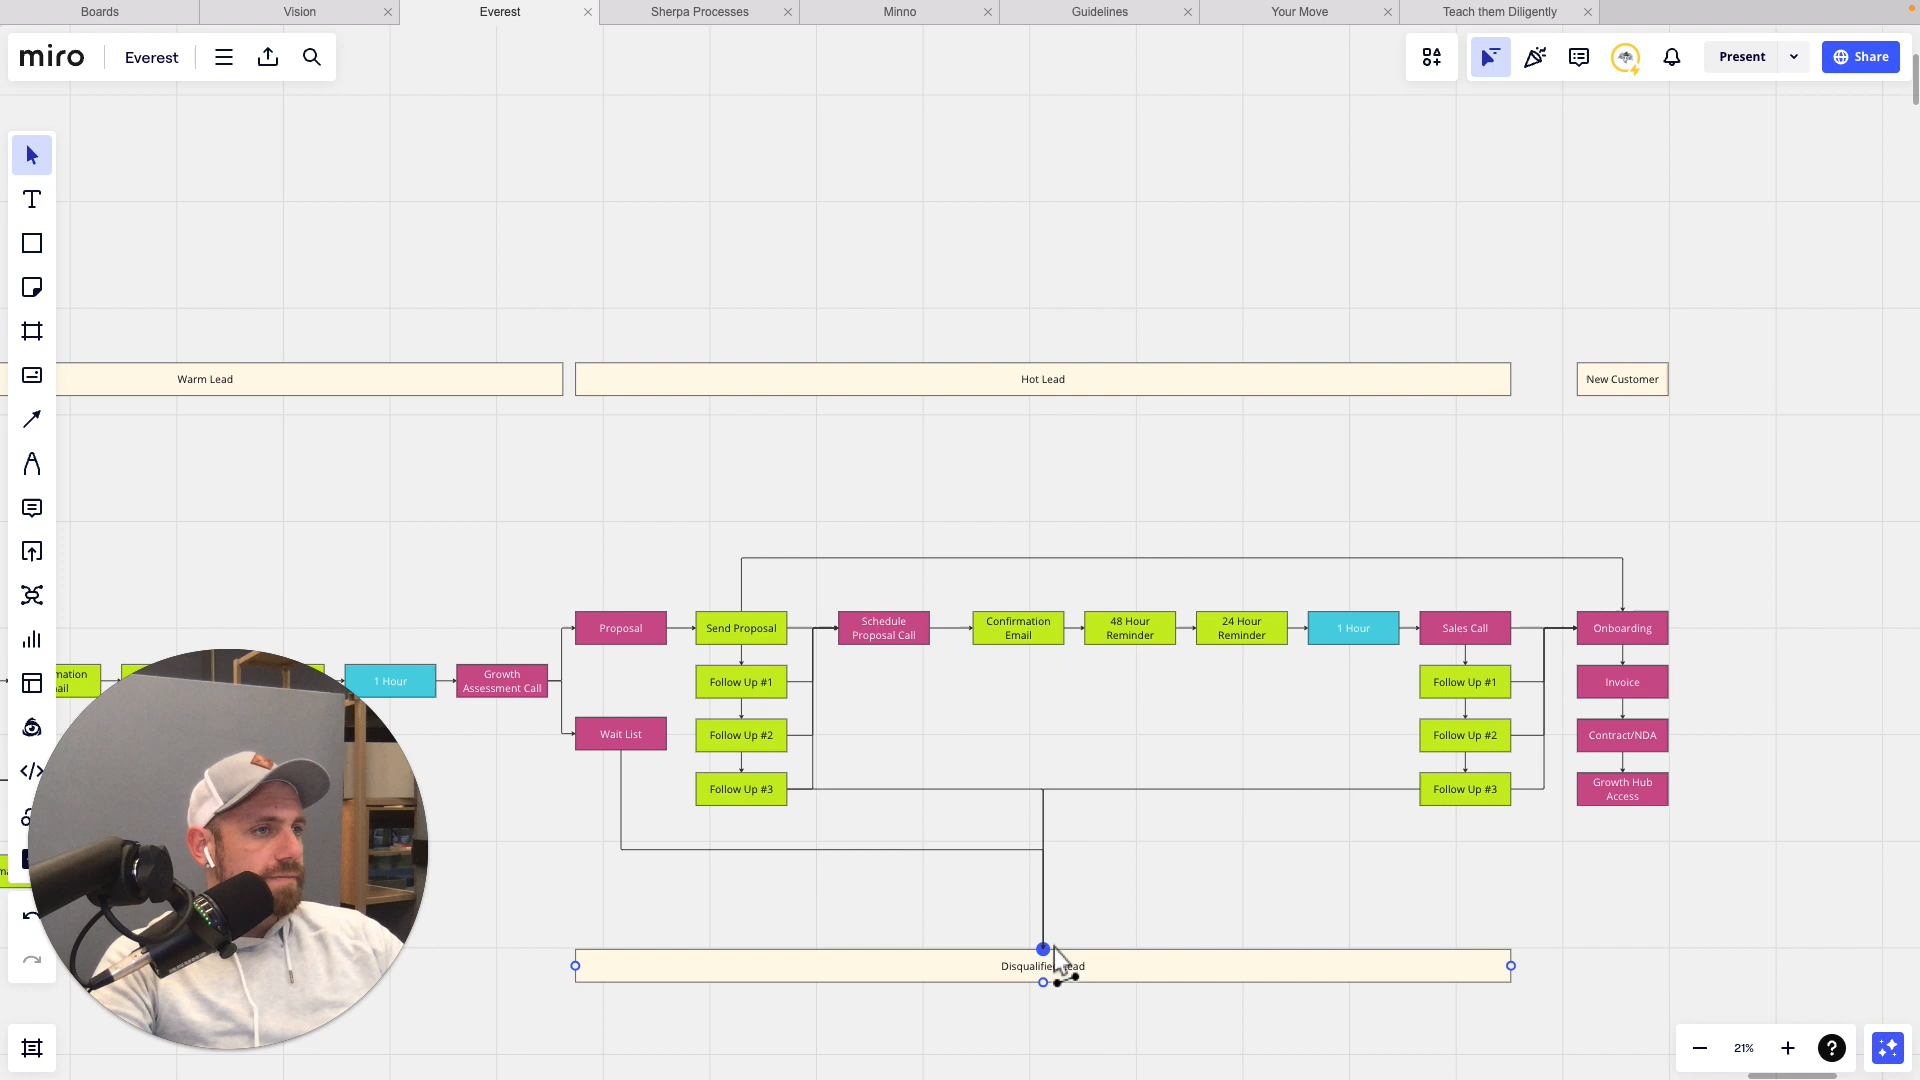 Boards
Vision
Everest
Sherpa Processes
Minno
Guidelines
Your Move
Teach them Diligently
miro
Everest
Present
Share
Warm Lead
Hot Lead
New Customer
Proposal
Send Proposal
Schedule
Proposal Call
Confirmation
Email
48 Hour
Reminder
24 Hour
Reminder
1 Hour
Sales Call
Onboarding
1 Hour
Growth
Assessment Call
Follow Up #1
Follow Up #1
Invoice
Wait List
Follow Up #2
Follow Up #2
Contract/NDA
Follow Up #3
Follow Up #3
Growth Hub
Access
21%